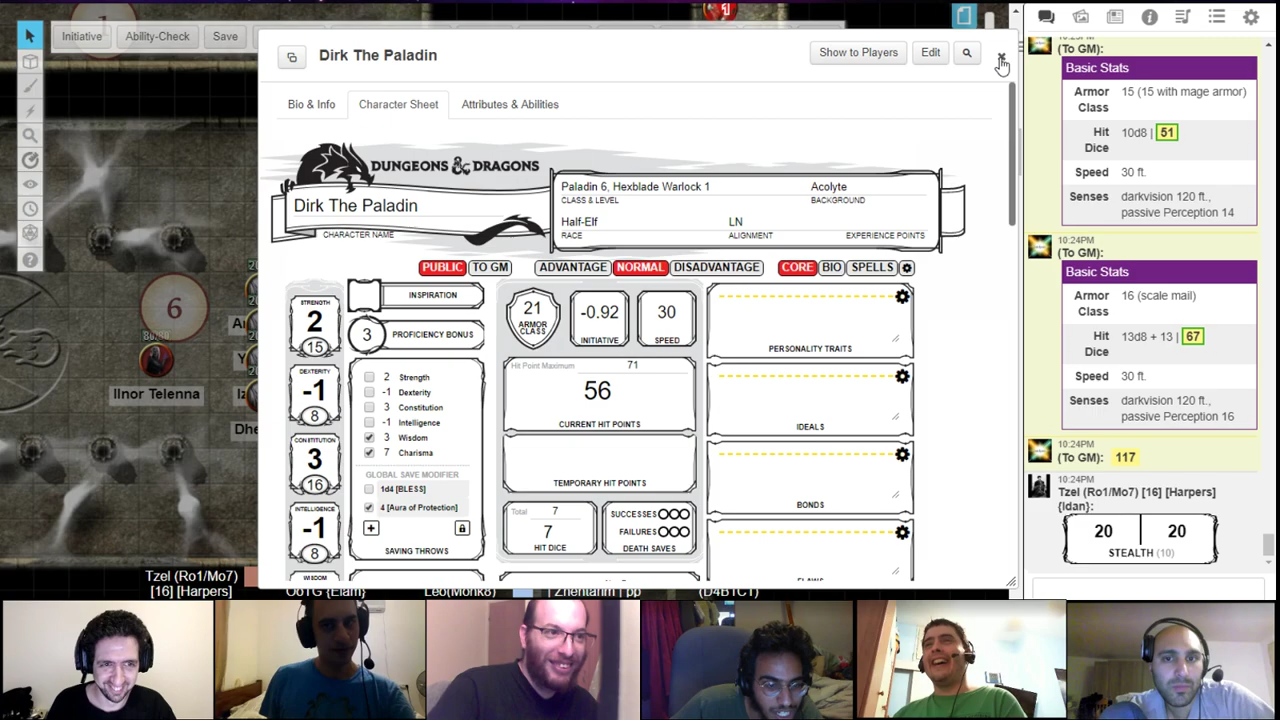 Initiative
Ability-Check
Save
Dirk The Paladin
Show to Players
Edit
Bio & Info
Character Sheet
Attributes & Abilities
DUNGEONS & DRAGONS
Dirk The Paladin
CHARACTER NAME
Paladin 6, Hexblade Warlock 1
Acolyte
CLASS & LEVEL
BACKGROUND
Half-Elf
LN
RACE
ALIGNMENT
EXPERIENCE POINTS
PUBLIC
TO GM
ADVANTAGE
NORMAL
DISADVANTAGE
CORE
BIO
SPELLS
STRENGTH
2
15
DEXTERITY
-1
8
CONSTITUTION
3
16
INTELLIGENCE
-1
8
WISDOM
INSPIRATION
3
PROFICIENCY BONUS
2 Strength
-1 Dexterity
3 Constitution
-1 Intelligence
3 Wisdom
7 Charisma
GLOBAL SAVE MODIFIER
1d4 [BLESS]
4 [Aura of Protection]
+
SAVING THROWS
21
ARMOR
CLASS
-0.92
INITIATIVE
30
SPEED
Hit Point Maximum
71
56
CURRENT HIT POINTS
TEMPORARY HIT POINTS
Total
7
7
HIT DICE
SUCCESSES
FAILURES
DEATH SAVES
PERSONALITY TRAITS
IDEALS
BONDS
FLAWS
6
80/80
Ilnor Telenna
Tzel (Ro1/Mo7)
[16] [Harpers]
OoTG {Elam}
Leo(Monk8)
| Zhentarim | pp
(D4B1C1)
(To GM):
Basic Stats
Armor Class 15 (15 with mage armor)
Hit Dice 10d8 | 51
Speed 30 ft.
Senses darkvision 120 ft., passive Perception 14
10:24PM
(To GM):
Basic Stats
Armor Class 16 (scale mail)
Hit Dice 13d8 + 13 | 67
Speed 30 ft.
Senses darkvision 120 ft., passive Perception 16
10:24PM
(To GM): 117
10:24PM
Tzel (Ro1/Mo7) [16] [Harpers]
{Idan}:
20 | 20
STEALTH (10)